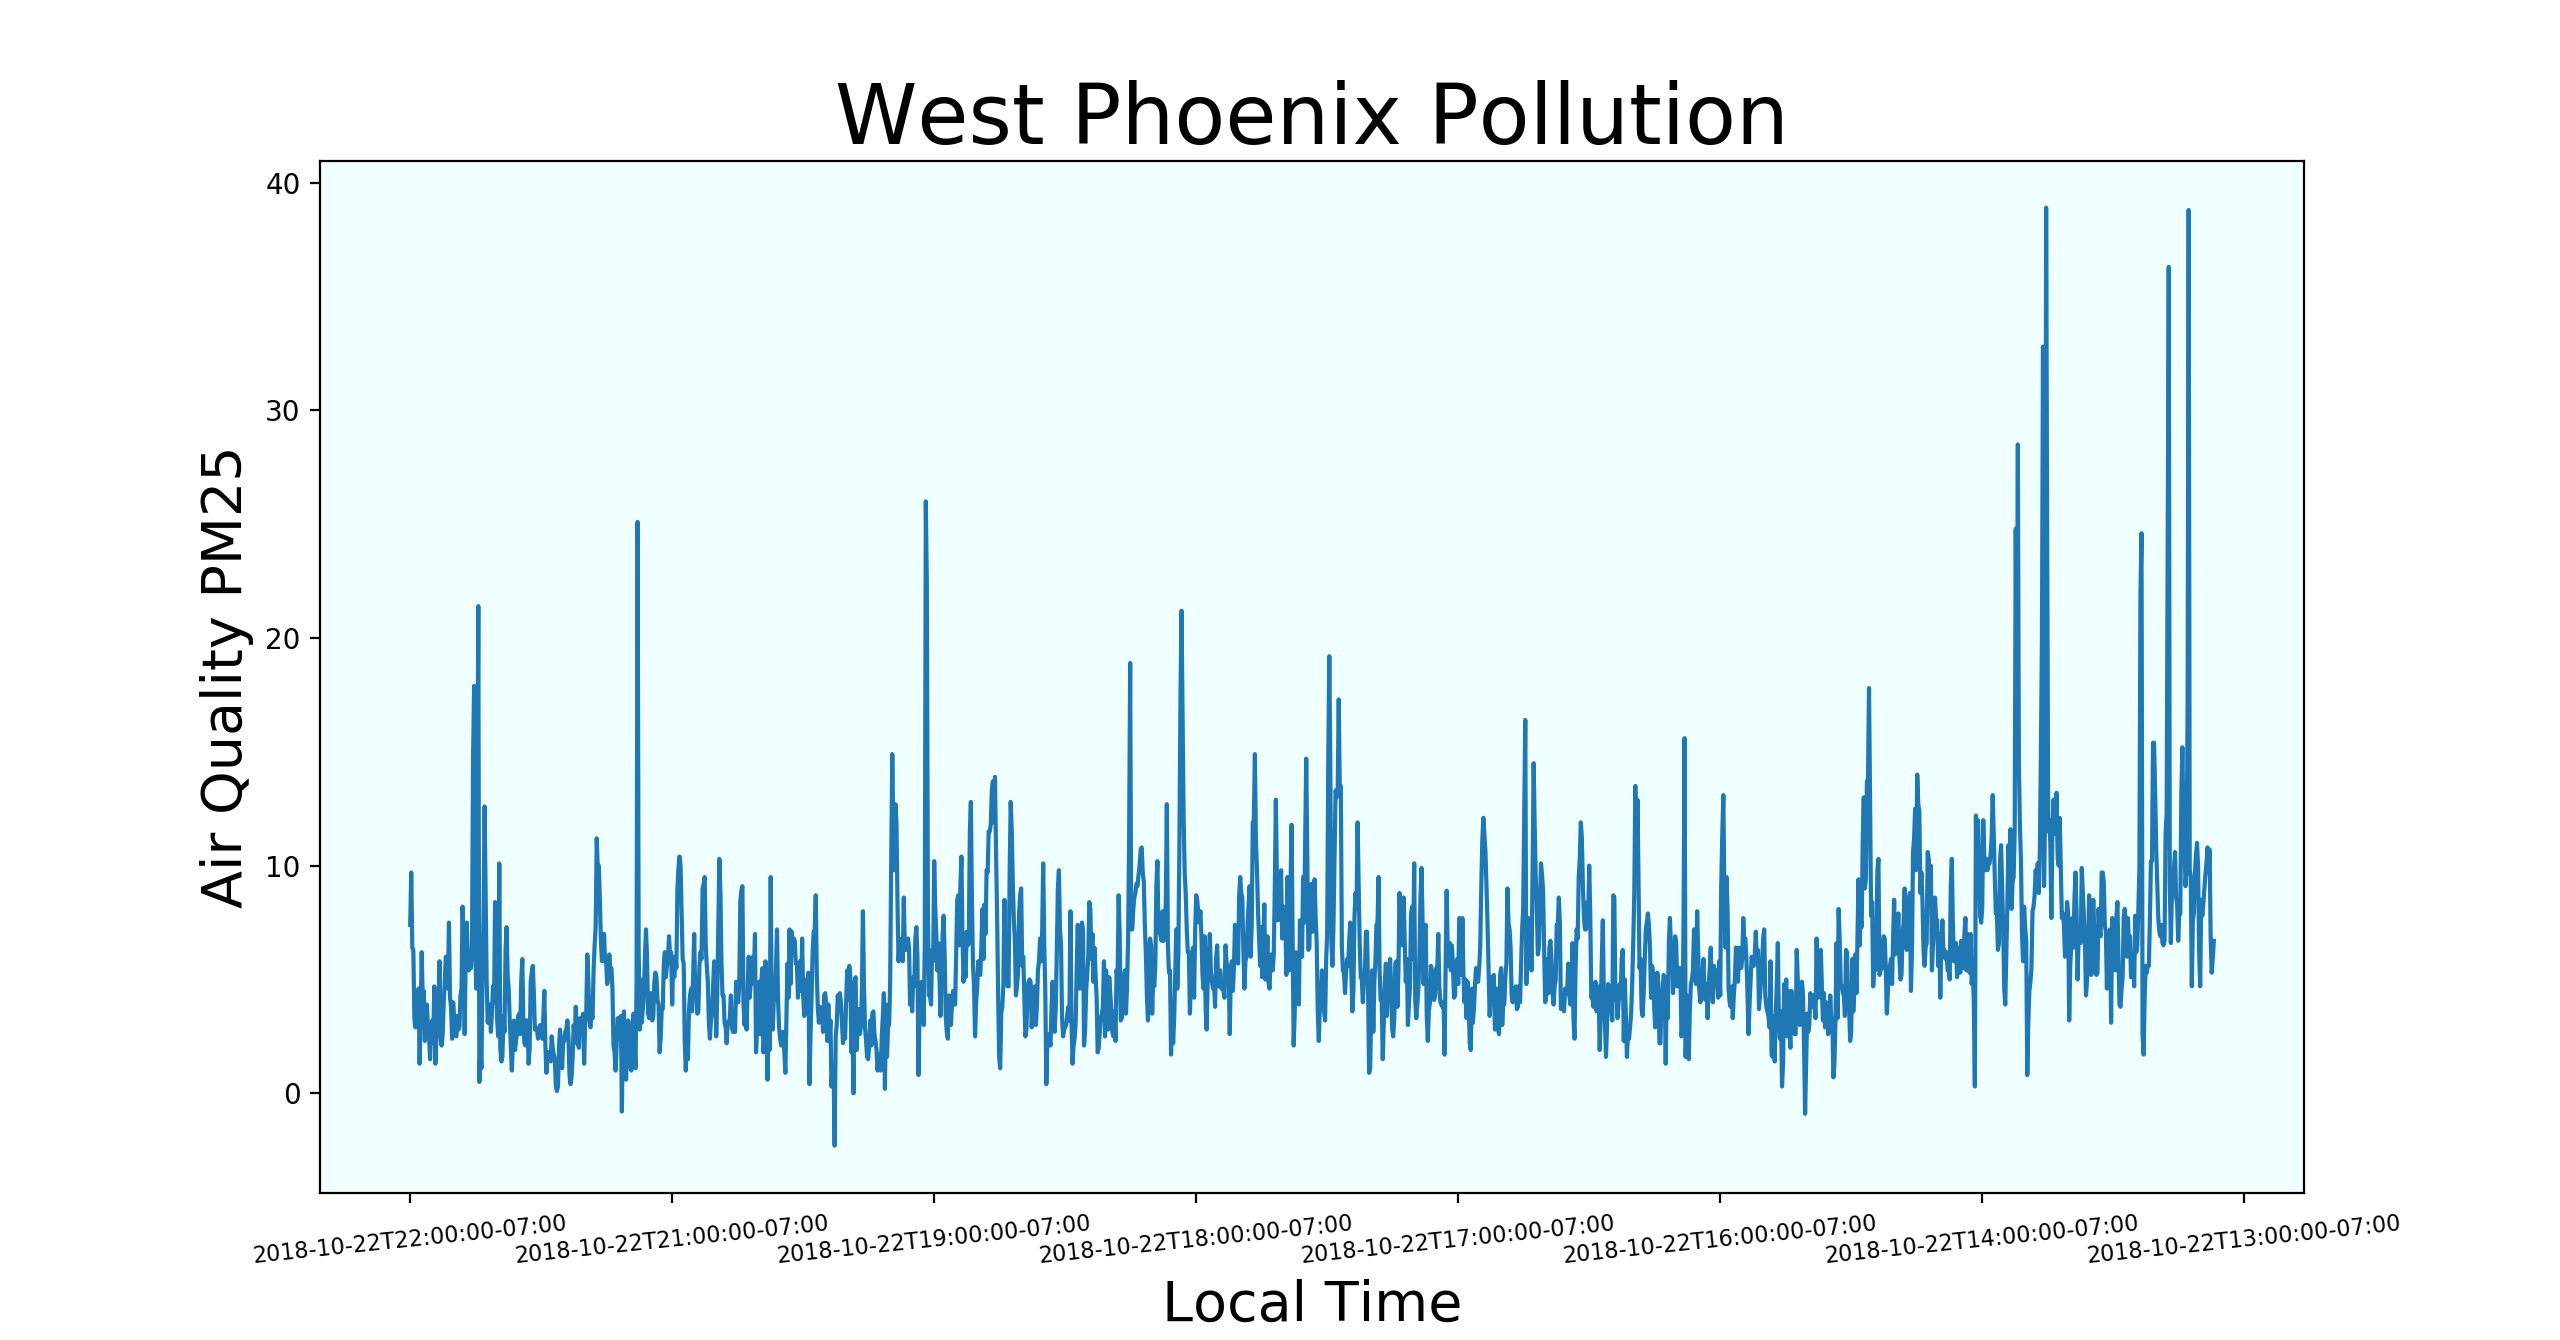 West Phoenix Pollution
40
30
20
10
0
Air Quality PM25
2018-10-22T22:00:00-07:00
2018-10-22T21:00:00-07:00
2018-10-22T19:00:00-07:00
2018-10-22T18:00:00-07:00
2018-10-22T17:00:00-07:00
2018-10-22T16:00:00-07:00
2018-10-22T14:00:00-07:00
2018-10-22T13:00:00-07:00
Local Time